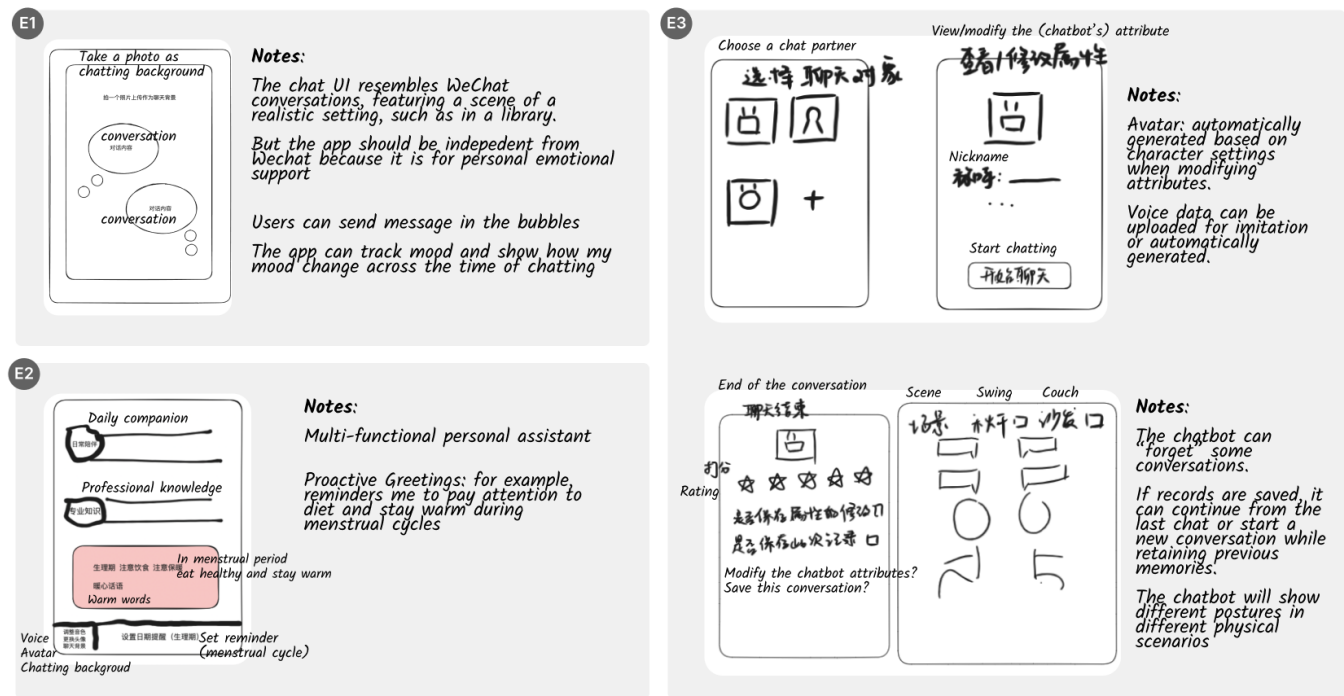 E1
Take a photo as
chatting background
给一个照片上传作为聊天背景
conversation
对话内容
对话内容
conversation
Notes:
The chat UI resembles WeChat
conversations, featuring a scene of a
realistic setting, such as in a library.
But the app should be indepedent from
Wechat because it is for personal emotional
support
Users can send message in the bubbles
The app can track mood and show how my
mood change across the time of chatting
E2
Daily companion
日常陪伴
Professional knowledge
专业知识
In menstrual period
生理期 注意饮食 注意保暖
eat healthy and stay warm
暖心话语
Warm words
Voice
Avatar
Chatting backgroud
调整音色
更换头像
聊天背景
设置日期提醒（生理期）
Set reminder
(menstrual cycle)
Notes:
Multi-functional personal assistant
Proactive Greetings: for example,
reminders me to pay attention to
diet and stay warm during
menstrual cycles
E3
Choose a chat partner
选择聊天对象
+
View/modify the (chatbot's) attribute
查看/修改属性
Nickname
称呼:
...
Start chatting
开始聊天
Notes:
Avatar: automatically
generated based on
character settings
when modifying
attributes.
Voice data can be
uploaded for imitation
or automatically
generated.
End of the conversation
聊天结束
打分
Rating
是否保存属性的修改
是否保存此次记录
Modify the chatbot attributes?
Save this conversation?
Scene Swing Couch
场景 秋千 沙发
Notes:
The chatbot can
“forget” some
conversations.
If records are saved, it
can continue from the
last chat or start a
new conversation while
retaining previous
memories.
The chatbot will show
different postures in
different physical
scenarios